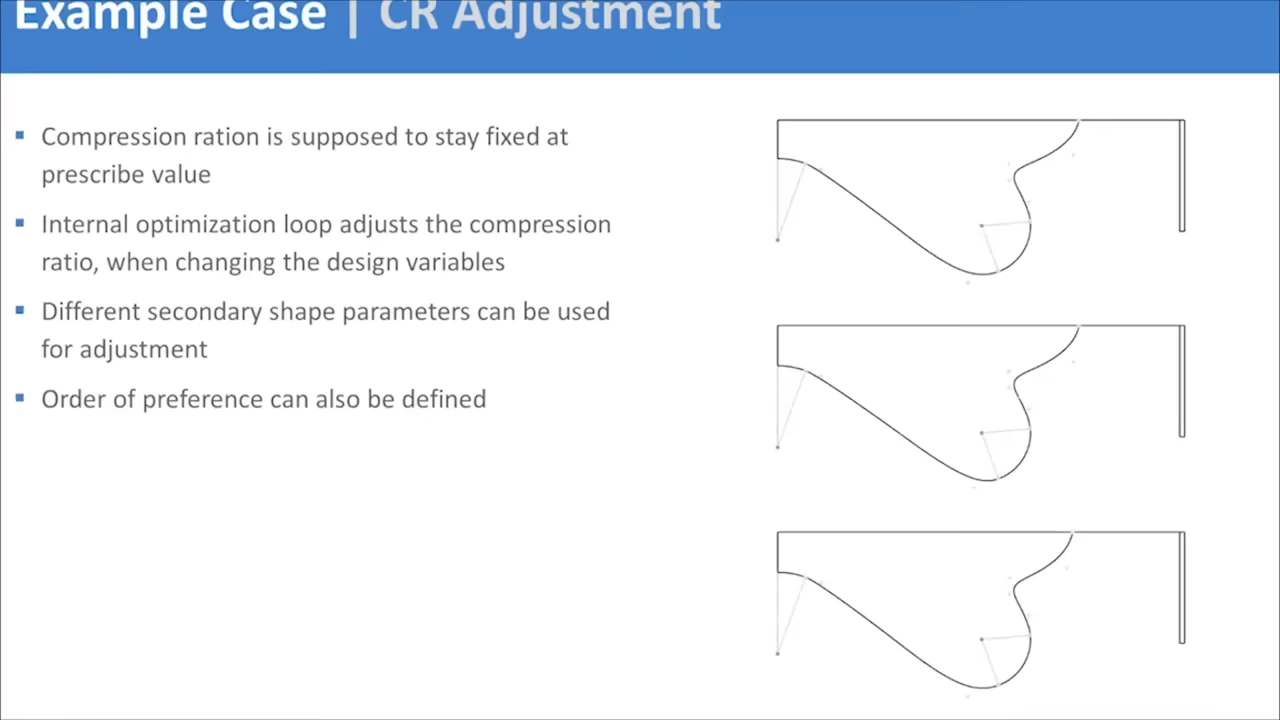 Example Case | CR Adjustment
Compression ration is supposed to stay fixed at
prescribe value
Internal optimization loop adjusts the compression
ratio, when changing the design variables
Different secondary shape parameters can be used
for adjustment
Order of preference can also be defined